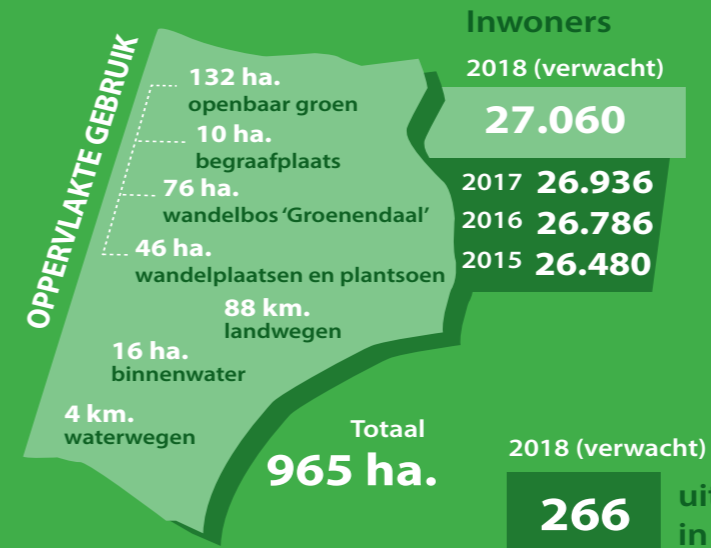 OPPERVLAKTE GEBRUIK
132 ha.
openbaar groen
10 ha.
begraafplaats
76 ha.
wandelbos ‘Groenendaal’
46 ha.
wandelplaatsen en plantsoen
88 km.
landwegen
16 ha.
binnenwater
4 km.
waterwegen
Totaal
965 ha.
Inwoners
2018 (verwacht)
27.060
2017 26.936
2016 26.786
2015 26.480
2018 (verwacht)
266
in